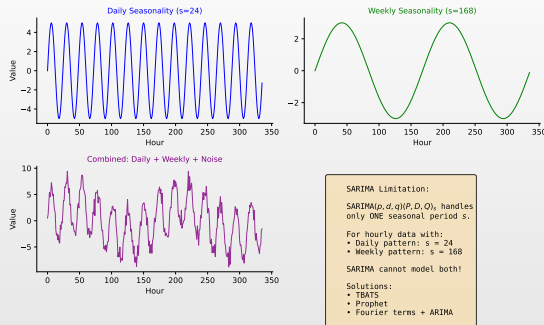 Daily Seasonality (s=24)
Value
4
2
0
−2
−4
0 50 100 150 200 250 300 350
Hour
Weekly Seasonality (s=168)
2
0
−2
0 50 100 150 200 250 300 350
Hour
Combined: Daily + Weekly + Noise
Value
10
5
0
−5
0 50 100 150 200 250 300 350
Hour
SARIMA Limitation:
SARIMA(p, d, q)(P, D, Q)ₛ handles
only ONE seasonal period s.
For hourly data with:
• Daily pattern: s = 24
• Weekly pattern: s = 168
SARIMA cannot model both!
Solutions:
• TBATS
• Prophet
• Fourier terms + ARIMA